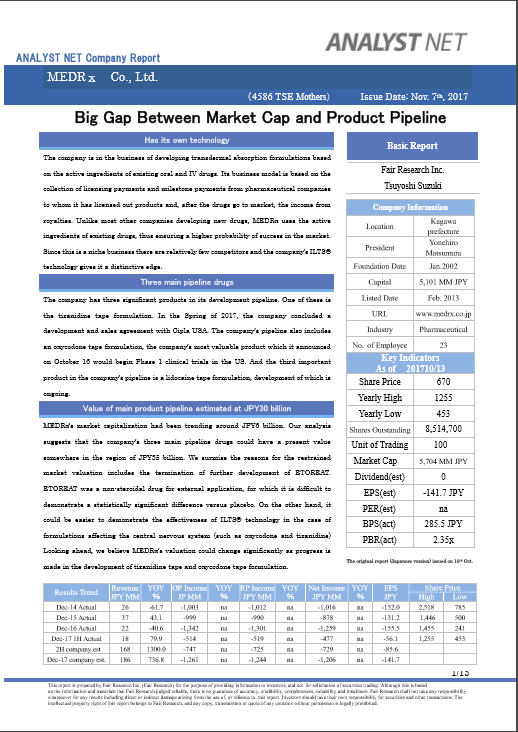 ANALYST NET
ANALYST NET Company Report
MEDR x Co., Ltd.
(4586 TSE Mothers) Issue Date: Nov. 7th, 2017
Big Gap Between Market Cap and Product Pipeline
Has its own technology
The company is in the business of developing transdermal absorption formulations based
on the active ingredients of existing oral and IV drugs. Its business model is based on the
collection of licensing payments and milestone payments from pharmaceutical companies
to whom it has licensed out products and, after the drugs go to market, the income from
royalties. Unlike most other companies developing new drugs, MEDRx uses the active
ingredients of existing drugs, thus ensuring a higher probability of success in the market.
Since this is a niche business there are relatively few competitors and the company's ILTS®
technology gives it a distinctive edge.
Three main pipeline drugs
The company has three significant products in its development pipeline. One of these is
the tizanidine tape formulation. In the Spring of 2017, the company concluded a
development and sales agreement with Cipla USA. The company's pipeline also includes
an oxycodone tape formulation, the company's most valuable product which it announced
on October 16 would begin Phase 1 clinical trials in the US. And the third important
product in the company's pipeline is a lidocaine tape formulation, development of which is
ongoing.
Value of main product pipeline estimated at JPY30 billion
MEDRx's market capitalization had been trending around JPY6 billion. Our analysis
suggests that the company's three main pipeline drugs could have a present value
somewhere in the region of JPY35 billion. We surmise the reasons for the restrained
market valuation includes the termination of further development of ETOREAT.
ETOREAT was a non-steroidal drug for external application, for which it is difficult to
demonstrate a statistically significant difference versus placebo. On the other hand, it
could be easier to demonstrate the effectiveness of ILTS® technology in the case of
formulations affecting the central nervous system (such as oxycodone and tizanidine)
Looking ahead, we believe MEDRx's valuation could change significantly as progress is
made in the development of tizanidine tape and oxycodone tape formulation.
Basic Report
Fair Research Inc.
Tsuyoshi Suzuki
Company Information
Location Kagawa
prefecture
President Yonehiro
Matsumura
Foundation Date Jan.2002
Capital 5,101 MM JPY
Listed Date Feb. 2013
URL www.medrx.co.jp
Industry Pharmaceutical
No. of Employee 23
Key Indicators
As of 201710/13
Share Price 670
Yearly High 1255
Yearly Low 453
Shares Outstanding 8,514,700
Unit of Trading 100
Market Cap 5,704 MM JPY
Dividend(est) 0
EPS(est) -141.7 JPY
PER(est) na
BPS(act) 285.5 JPY
PBR(act) 2.35x
The original report (Japanese version) issued on 16th Oct.
Results Trend Revenue YOY OP Income YOY RP Income YOY Net Income YOY EPS Share Price
JPY MM % JP MM % JPY MM % JPY MM % JPY High Low
Dec-14 Actual 26 -61.7 -1,003 na -1,012 na -1,016 na -152.0 2,518 785
Dec-15 Actual 37 43.1 -999 na -990 na -878 na -131.2 1,446 500
Dec-16 Actual 22 -40.6 -1,342 na -1,301 na -1,259 na -155.5 1,455 241
Dec-17 1H Actual 18 79.9 -514 na -519 na -477 na -56.1 1,255 453
2H company est 168 1300.0 -747 na -725 na -729 na -85.6
Dec-17 company est. 186 736.8 -1,261 na -1,244 na -1,206 na -141.7
1/15
This report is prepared by Fair Research Inc. (Fair Research) for the purpose of providing information to investors, and not for solicitation of securities trading. Although this is based
on the information and materials that Fair Research judged reliable, there is no guarantee of accuracy, credibility, completeness, suitability and timeliness. Fair Research shall not take any responsibility
whatsoever for any results including direct or indirect damage arising from the use of, or reliance in, this report. Investors should take their own responsibility for securities and other transactions. The
intellectual property right of this report belongs to Fair Research, and any copy, transmission or quote of any contents without permission is legally prohibited.